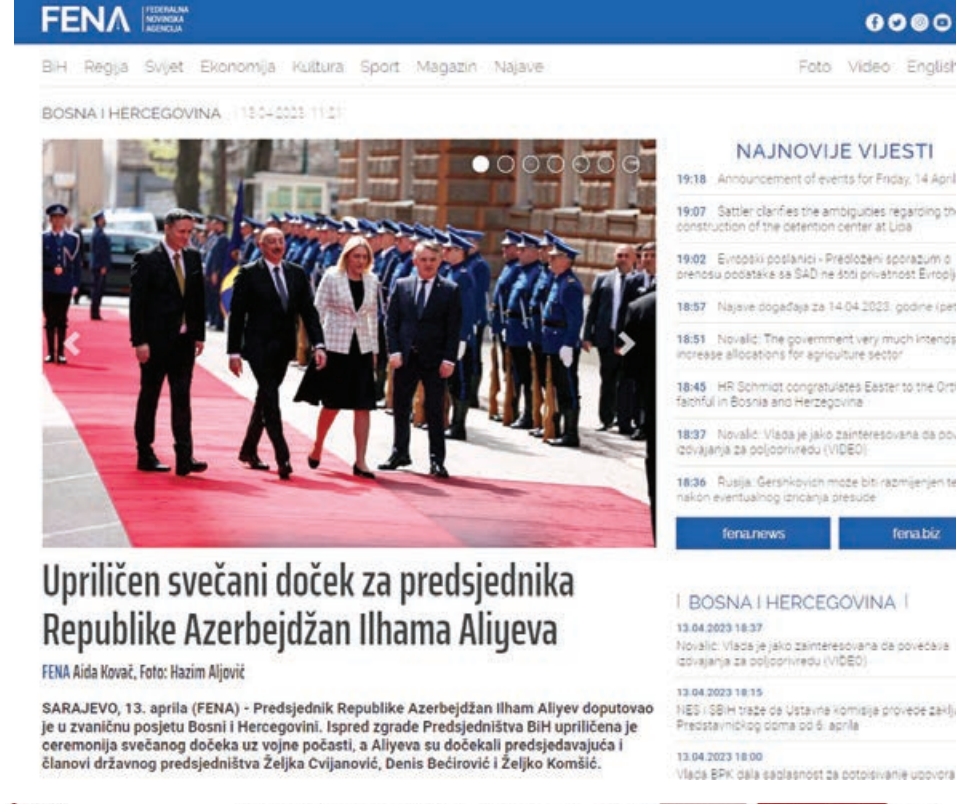 FENA FEDERALNA
NOVINSKA
AGENCIJA
BiH Regija Svijet Ekonomija Kultura Sport Magazin Najave Foto Video English
BOSNA I HERCEGOVINA | 13.04.2023 11:21
NAJNOVIJE VIJESTI
19:18 Announcement of events for Friday, 14 April
19:07 Sattler clarifies the ambiguities regarding
construction of the detention center at Lipa
19:02 Evropski poslanici - Predloženi sporazum o
prenosu podataka sa SAD ne štiti privatnost
18:57 Najave događaja za 14.04.2023. godine
18:51 Novalić: The government very much intends
increase allocations for agriculture sector
18:45 HR Schmidt congratulates Easter to the
faithful in Bosnia and Herzegovina
18:37 Novalić: Vlada je jako zainteresovana da
izdvajanja za poljoprivredu (VIDEO)
18:36 Rusija: Gershkovich može biti razmijenjen
nakon eventualnog izricanja presude
fena.news fena.biz
Upriličen svečani doček za predsjednika
Republike Azerbejdžan Ilhama Aliyeva
FENA Aida Kovač, Foto: Hazim Aljović
SARAJEVO, 13. aprila (FENA) - Predsjednik Republike Azerbejdžan Ilham Aliyev doputovao
je u zvaničnu posjetu Bosni i Hercegovini. Ispred zgrade Predsjedništva BiH upriličena je
ceremonija svečanog dočeka uz vojne počasti, a Aliyeva su dočekali predsjedavajuća i
članovi državnog predsjedništva Željka Cvijanović, Denis Bećirović i Željko Komšić.
| BOSNA I HERCEGOVINA |
13.04.2023 18:37
Novalić: Vlada je jako zainteresovana da povećava
izdvajanja za poljoprivredu (VIDEO)
13.04.2023 18:15
NES i SBiH traže da Ustavna komisija provede
Predstavničkog doma od 6. aprila
13.04.2023 18:00
Vlada BPK dala saglasnost za potpisivanje ugovora